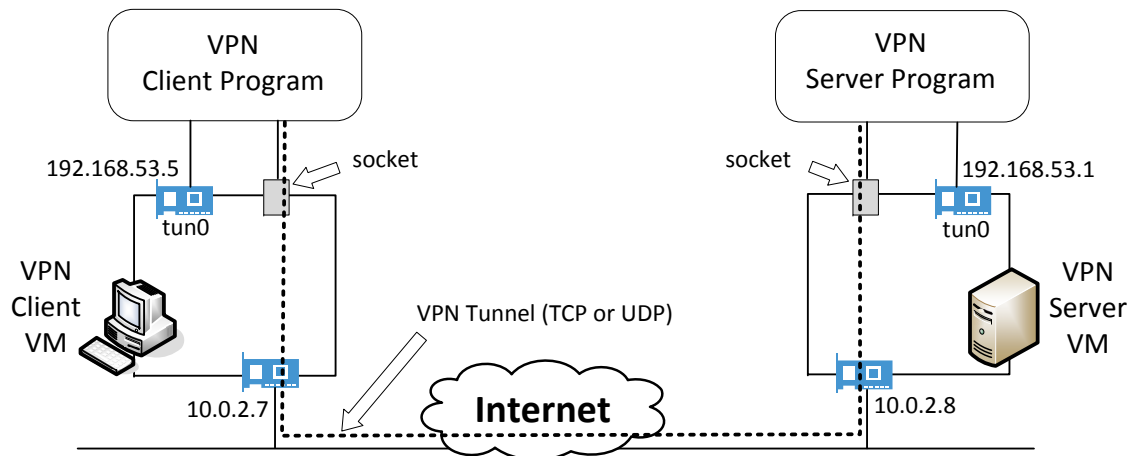 VPN
Client Program
VPN
Server Program
192.168.53.5
socket
socket
192.168.53.1
tun0
tun0
VPN
Client
VM
VPN
Server
VM
VPN Tunnel (TCP or UDP)
Internet
10.0.2.7
10.0.2.8